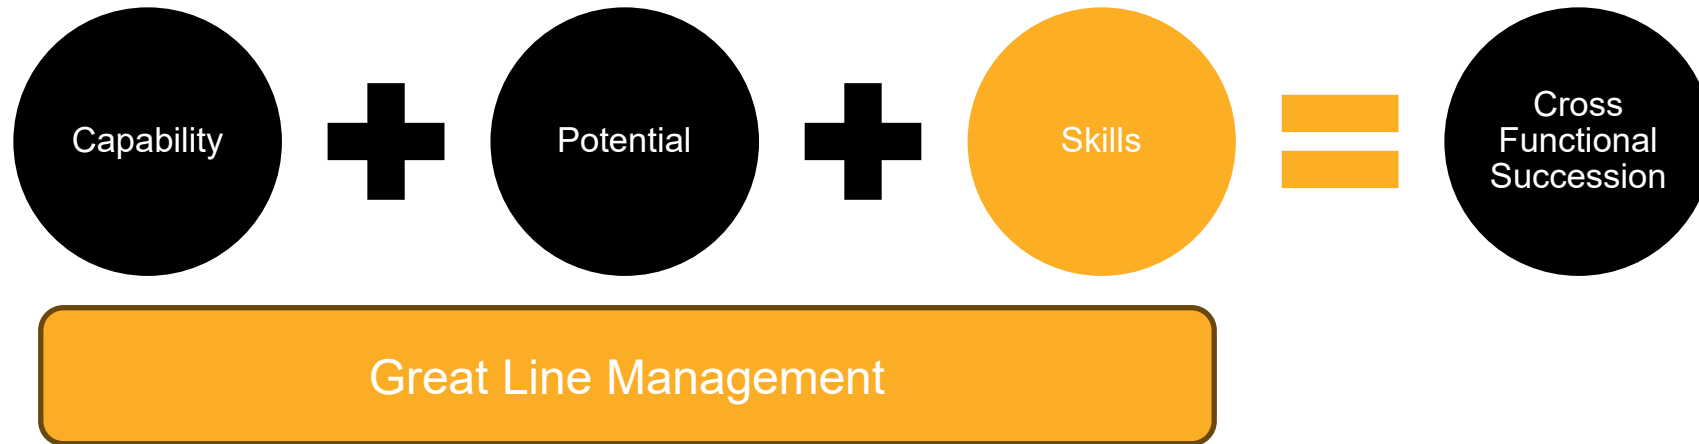 Capability
Potential
Skills
Cross
Functional
Succession
Great Line Management